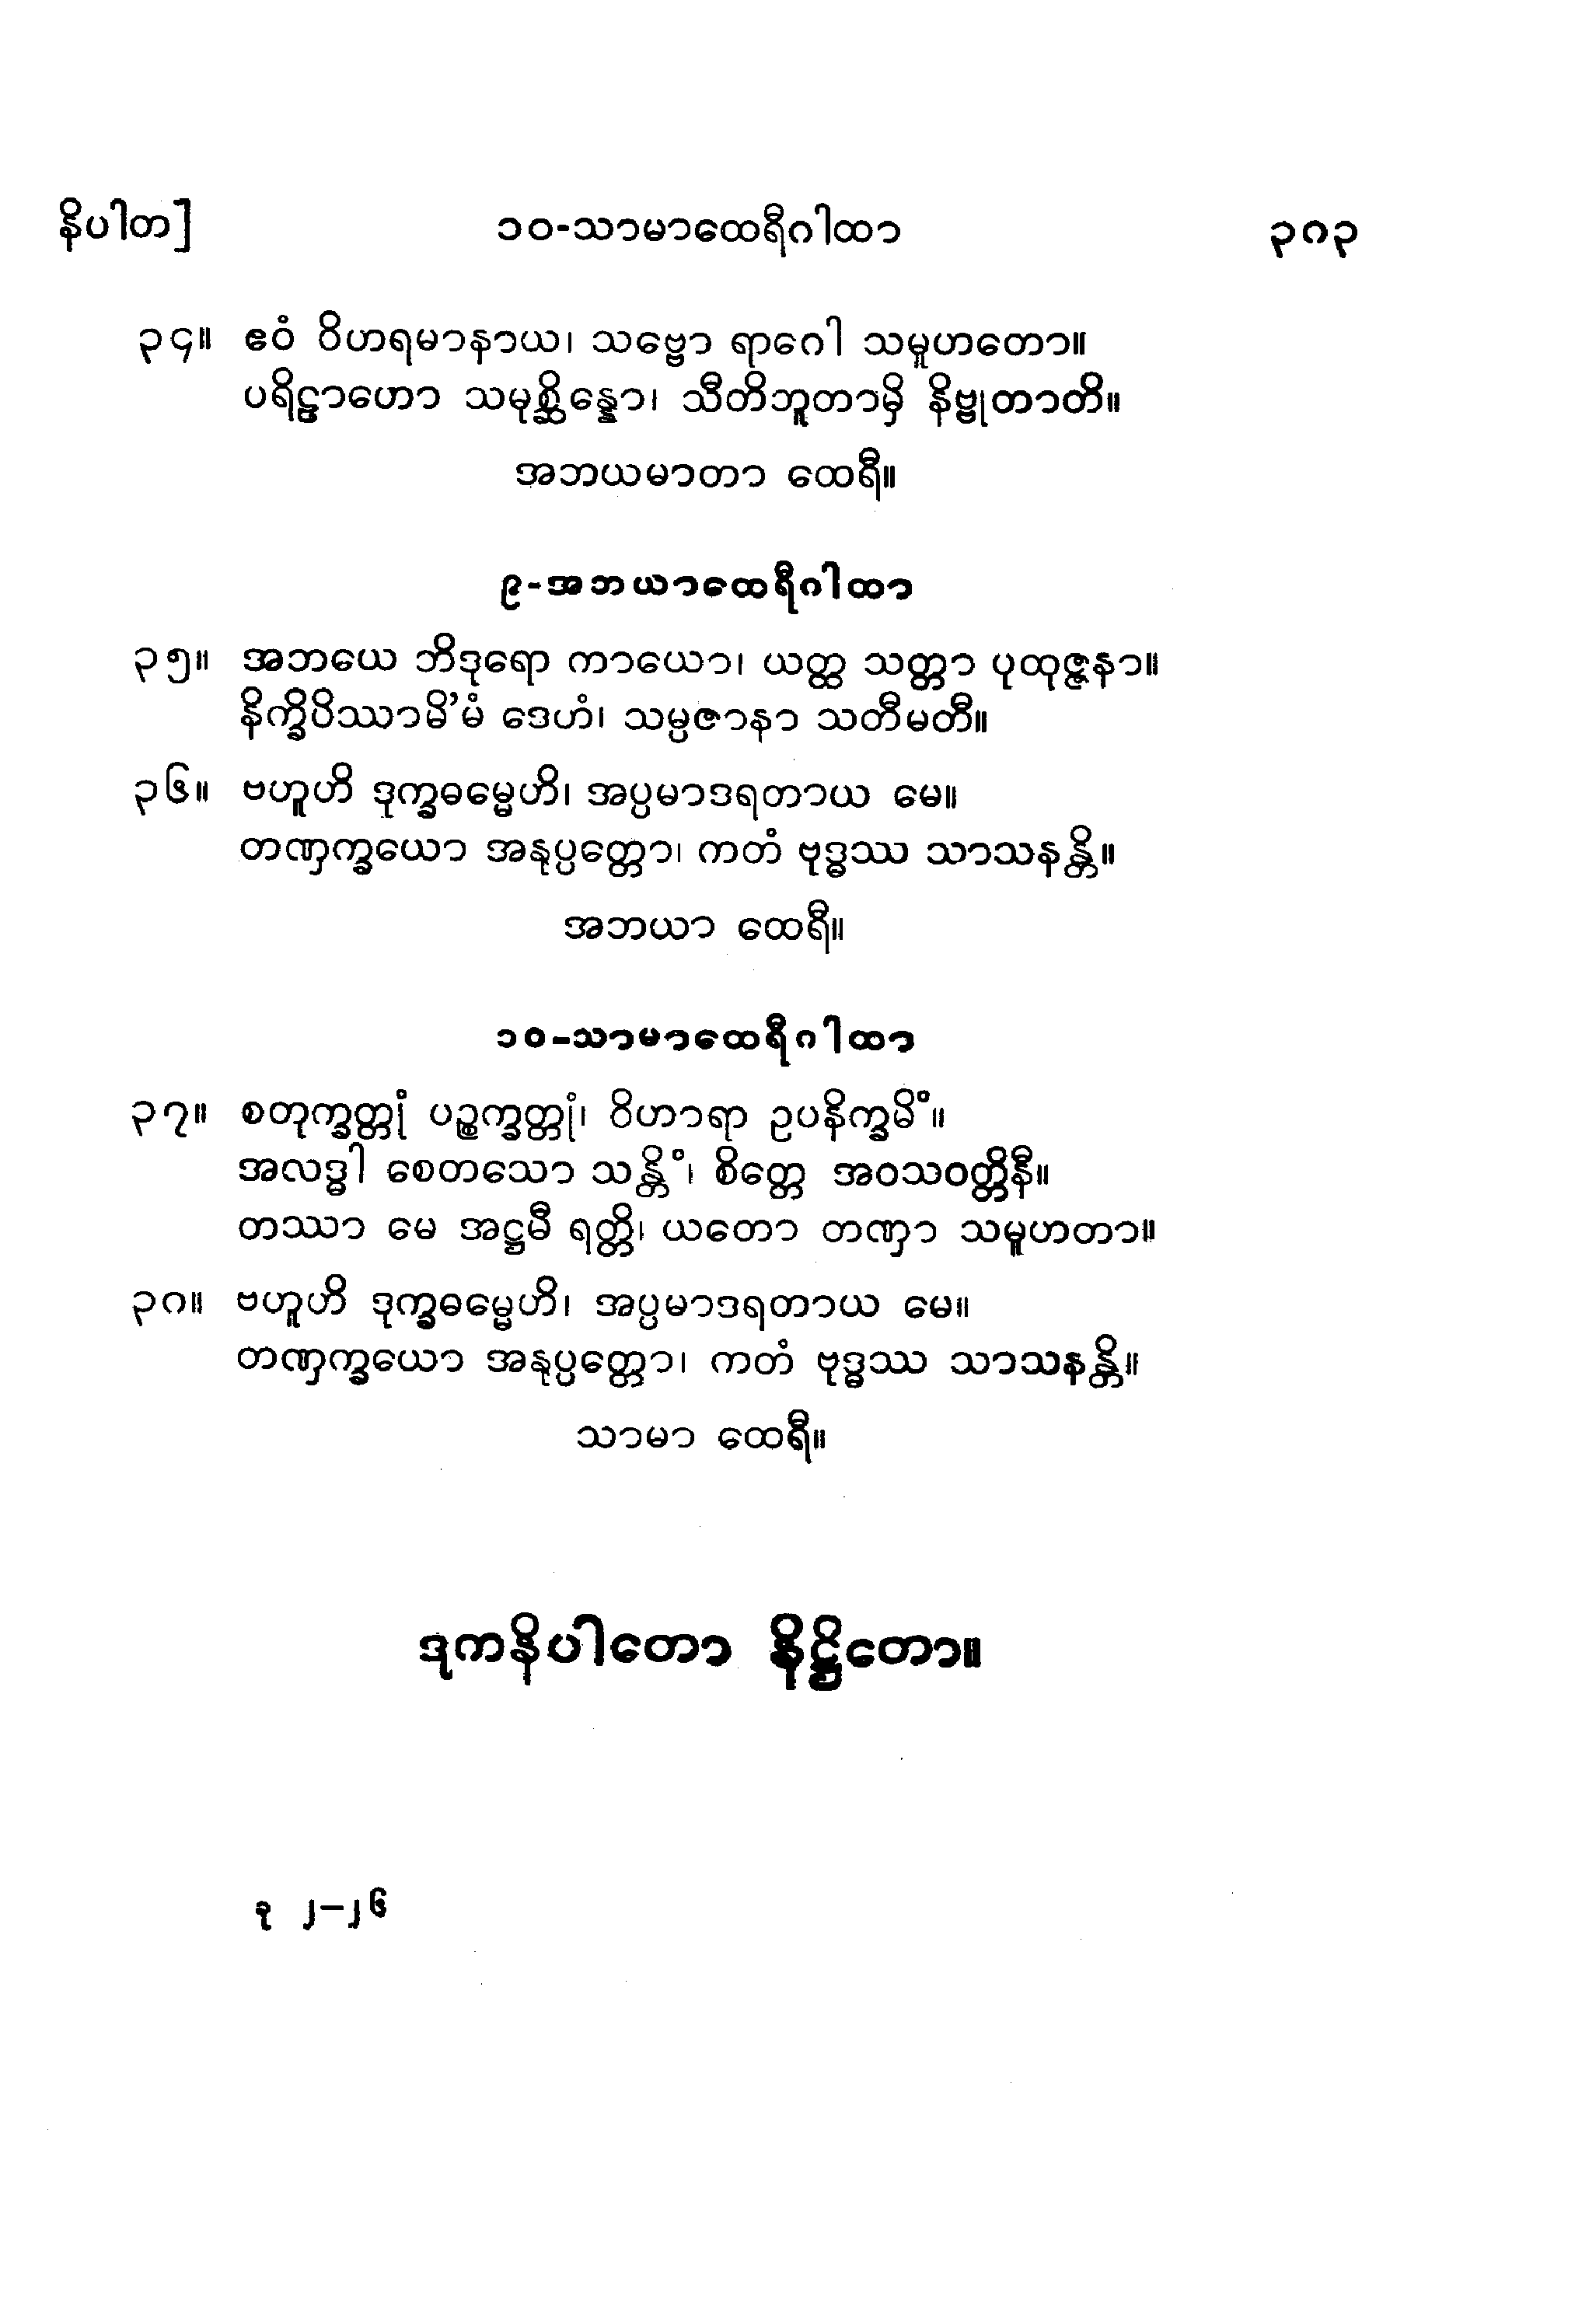 နိပါတ]
၁၀-သာမာထေရီဂါထာ
၃၈၃
၃၄။ ဧဝံ ဝိဟရမာနာယ၊ သဗ္ဗော ရာဂေါ သမူဟတော။
ပရိဠာဟော သမုစ္ဆိန္နော၊ သီတိဘူတာမှိ နိဗ္ဗုတာတိ။
အဘယမာတာ ထေရီ။
၉-အဘယာထေရီဂါထာ
၃၅။ အဘယေ ဘိဒုရော ကာယော၊ ယတ္ထ သတ္တာ ပုထုဇ္ဇနာ။
နိက္ခိပိဿာမိ’မံ ဒေဟံ၊ သမ္ပဇာနာ သတီမတီ။
၃၆။ ဗဟူဟိ ဒုက္ခဓမ္မေဟိ၊ အပ္ပမာဒရတာယ မေ။
တဏှက္ခယော အနုပ္ပတ္တော၊ ကတံ ဗုဒ္ဓဿ သာသနန္တိ။
အဘယာ ထေရီ။
၁၀-သာမာထေရီဂါထာ
၃၇။ စတုက္ခတ္တုံ ပဉ္စက္ခတ္တုံ၊ ဝိဟာရာ ဥပနိက္ခမိံ။
အလဒ္ဓါ စေတသော သန္တိံ၊ စိတ္တေ အဝသဝတ္တိနီ။
တဿာ မေ အဋ္ဌမီ ရတ္တိ၊ ယတော တဏှာ သမူဟတာ။
၃၈။ ဗဟူဟိ ဒုက္ခဓမ္မေဟိ၊ အပ္ပမာဒရတာယ မေ။
တဏှက္ခယော အနုပ္ပတ္တော၊ ကတံ ဗုဒ္ဓဿ သာသနန္တိ။
သာမာ ထေရီ။
ဒုကနိပါတော နိဋ္ဌိတော။
ခု ၂–၂၆